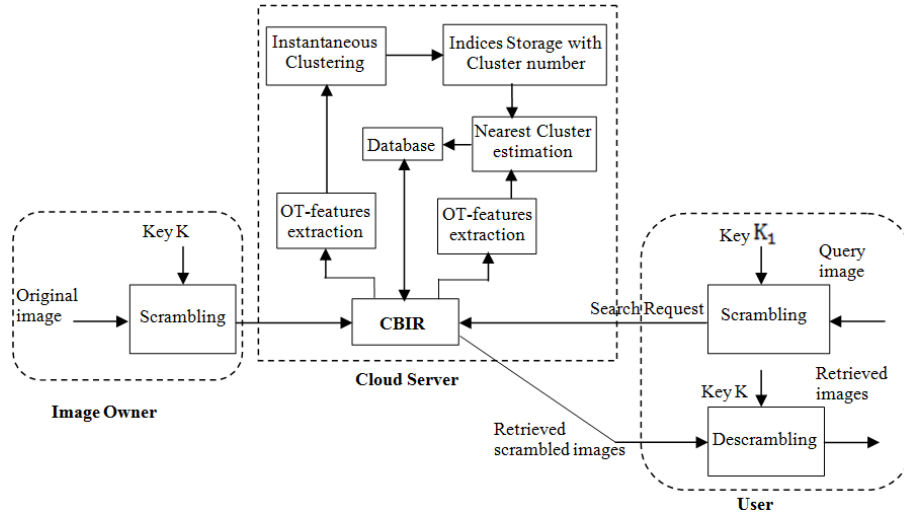 Instantaneous
Clustering
Indices Storage with
Cluster number
Database
Nearest Cluster
estimation
OT-features
extraction
OT-features
extraction
Key K
Original
image
Scrambling
CBIR
Cloud Server
Image Owner
Key K₁
Query
image
Search Request
Scrambling
Key K
Retrieved
images
Retrieved
scrambled images
Descrambling
User